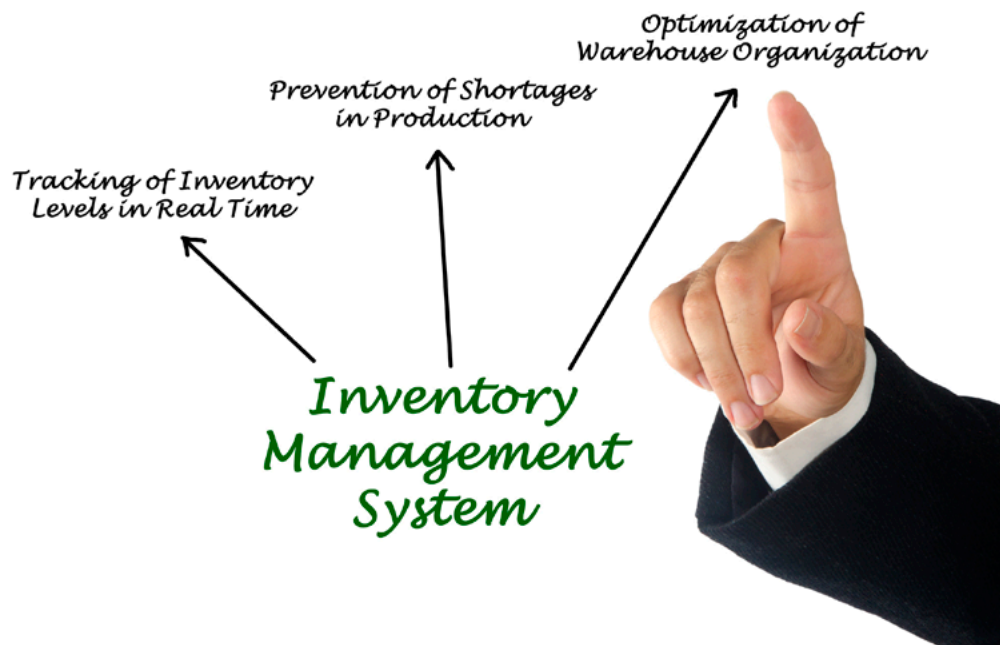 Optimization of
Warehouse Organization
Prevention of Shortages
in Production
Tracking of Inventory
Levels in Real Time
Inventory
Management
System